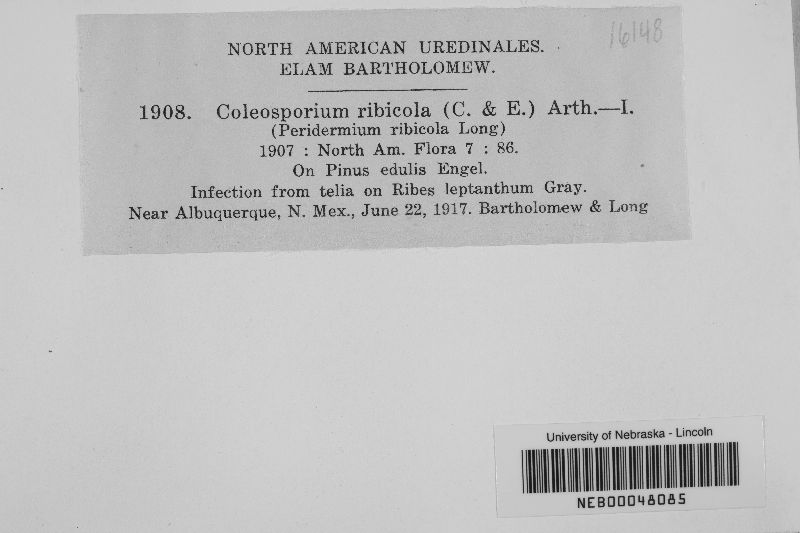 16148
NORTH AMERICAN UREDINALES.
ELAM BARTHOLOMEW.
1908. Coleosporium ribicola (C. & E.) Arth.—I.
(Peridermium ribicola Long)
1907 : North Am. Flora 7 : 86.
On Pinus edulis Engel.
Infection from telia on Ribes leptanthum Gray.
Near Albuquerque, N. Mex., June 22, 1917. Bartholomew & Long
University of Nebraska - Lincoln
NEB00048085